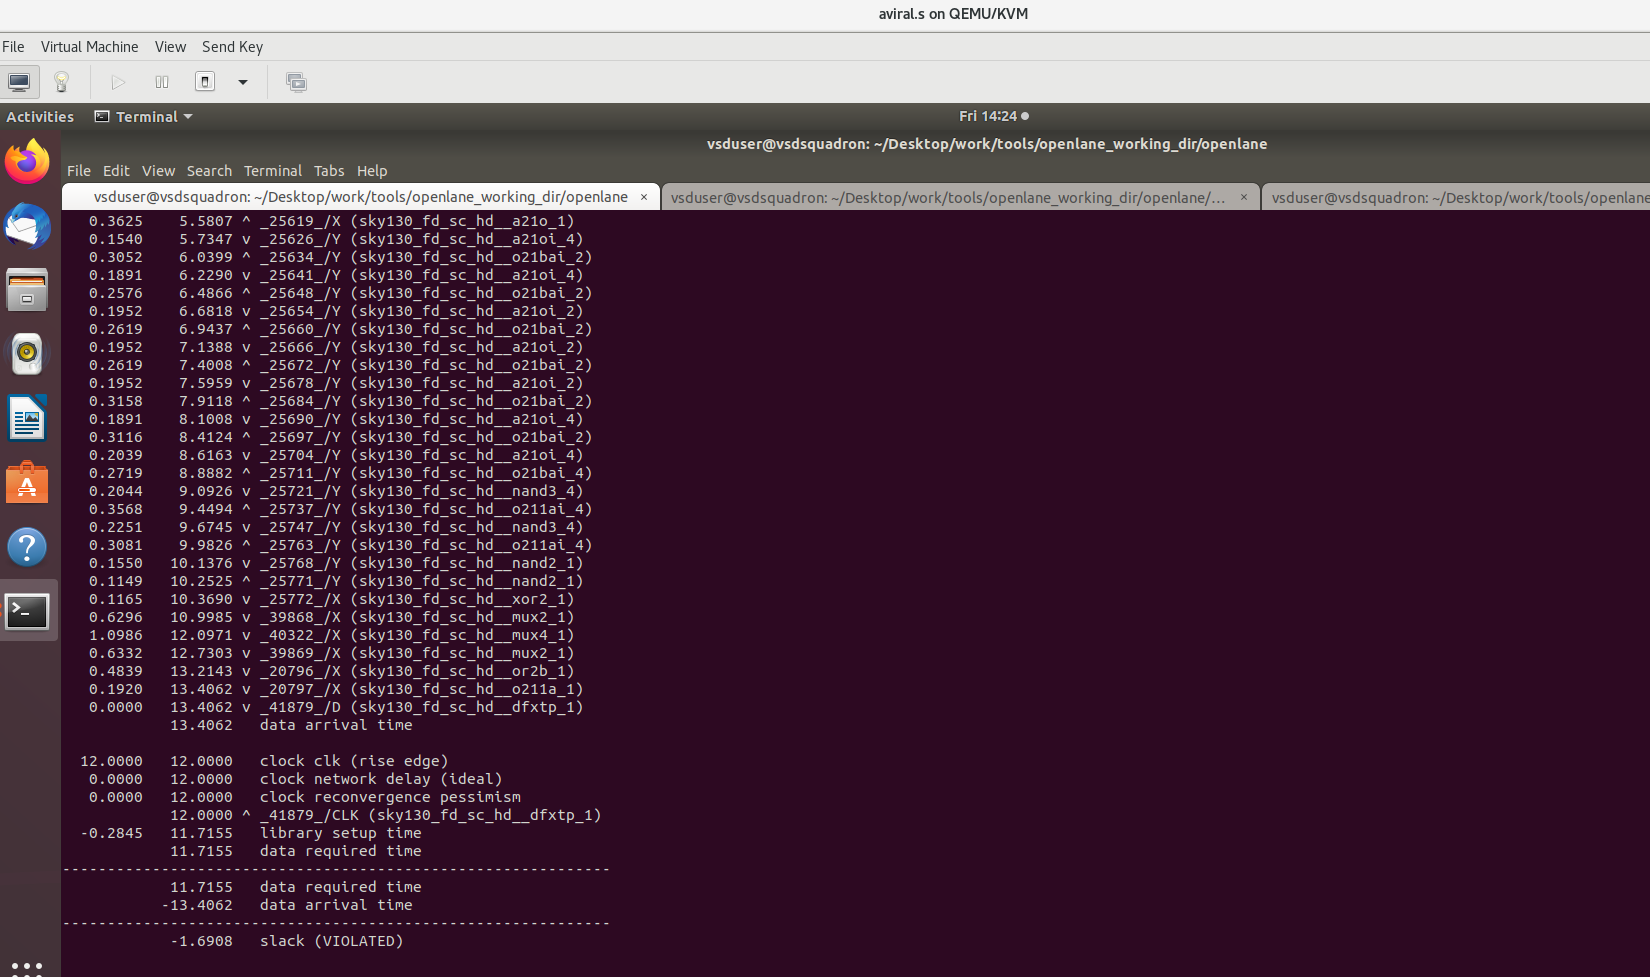 aviral.s on QEMU/KVM
File Virtual Machine View Send Key
Activities Terminal Fri 14:24
vsduser@vsdsquadron: ~/Desktop/work/tools/openlane_working_dir/openlane
File Edit View Search Terminal Tabs Help
vsduser@vsdsquadron: ~/Desktop/work/tools/openlane_working_dir/openlane × vsduser@vsdsquadron: ~/Desktop/work/tools/openlane_working_dir/openlane/... × vsduser@vsdsquadron: ~/Desktop/work/tools/openlane
0.3625 5.5807 ^ _25619_/X (sky130_fd_sc_hd__a21o_1)
0.1540 5.7347 v _25626_/Y (sky130_fd_sc_hd__a21oi_4)
0.3052 6.0399 ^ _25634_/Y (sky130_fd_sc_hd__o21bai_2)
0.1891 6.2290 v _25641_/Y (sky130_fd_sc_hd__a21oi_4)
0.2576 6.4866 ^ _25648_/Y (sky130_fd_sc_hd__o21bai_2)
0.1952 6.6818 v _25654_/Y (sky130_fd_sc_hd__a21oi_2)
0.2619 6.9437 ^ _25660_/Y (sky130_fd_sc_hd__o21bai_2)
0.1952 7.1388 v _25666_/Y (sky130_fd_sc_hd__a21oi_2)
0.2619 7.4008 ^ _25672_/Y (sky130_fd_sc_hd__o21bai_2)
0.1952 7.5959 v _25678_/Y (sky130_fd_sc_hd__a21oi_2)
0.3158 7.9118 ^ _25684_/Y (sky130_fd_sc_hd__o21bai_2)
0.1891 8.1008 v _25690_/Y (sky130_fd_sc_hd__a21oi_4)
0.3116 8.4124 ^ _25697_/Y (sky130_fd_sc_hd__o21bai_2)
0.2039 8.6163 v _25704_/Y (sky130_fd_sc_hd__a21oi_4)
0.2719 8.8882 ^ _25711_/Y (sky130_fd_sc_hd__o21bai_4)
0.2044 9.0926 v _25721_/Y (sky130_fd_sc_hd__nand3_4)
0.3568 9.4494 ^ _25737_/Y (sky130_fd_sc_hd__o211ai_4)
0.2251 9.6745 v _25747_/Y (sky130_fd_sc_hd__nand3_4)
0.3081 9.9826 ^ _25763_/Y (sky130_fd_sc_hd__o211ai_4)
0.1550 10.1376 v _25768_/Y (sky130_fd_sc_hd__nand2_1)
0.1149 10.2525 ^ _25771_/Y (sky130_fd_sc_hd__nand2_1)
0.1165 10.3690 v _25772_/X (sky130_fd_sc_hd__xor2_1)
0.6296 10.9985 v _39868_/X (sky130_fd_sc_hd__mux2_1)
1.0986 12.0971 v _40322_/X (sky130_fd_sc_hd__mux4_1)
0.6332 12.7303 v _39869_/X (sky130_fd_sc_hd__mux2_1)
0.4839 13.2143 v _20796_/X (sky130_fd_sc_hd__or2b_1)
0.1920 13.4062 v _20797_/X (sky130_fd_sc_hd__o211a_1)
0.0000 13.4062 v _41879_/D (sky130_fd_sc_hd__dfxtp_1)
13.4062 data arrival time
12.0000 12.0000 clock clk (rise edge)
0.0000 12.0000 clock network delay (ideal)
0.0000 12.0000 clock reconvergence pessimism
12.0000 ^ _41879_/CLK (sky130_fd_sc_hd__dfxtp_1)
-0.2845 11.7155 library setup time
11.7155 data required time
-------------------------------------------------------------
11.7155 data required time
-13.4062 data arrival time
-------------------------------------------------------------
-1.6908 slack (VIOLATED)